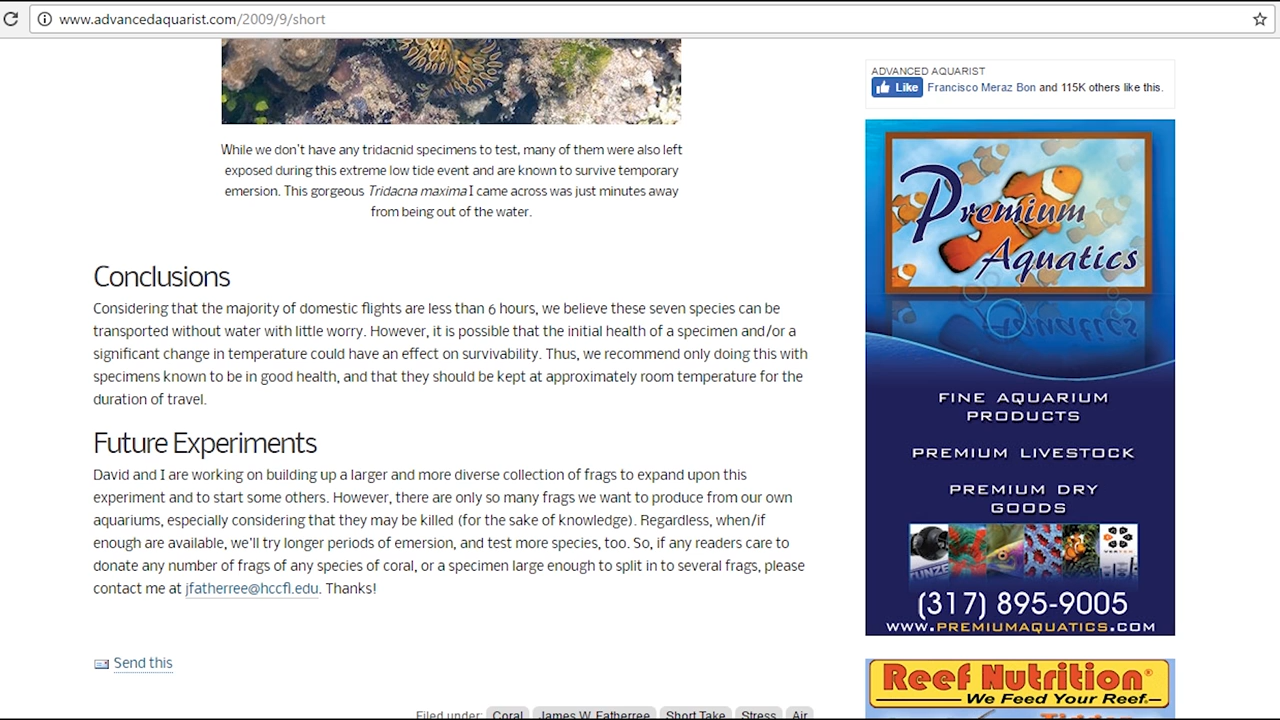 www.advancedaquarist.com/2009/9/short
While we don't have any tridacnid specimens to test, many of them were also left
exposed during this extreme low tide event and are known to survive temporary
emersion. This gorgeous Tridacna maxima I came across was just minutes away
from being out of the water.
Conclusions
Considering that the majority of domestic flights are less than 6 hours, we believe these seven species can be
transported without water with little worry. However, it is possible that the initial health of a specimen and/or a
significant change in temperature could have an effect on survivability. Thus, we recommend only doing this with
specimens known to be in good health, and that they should be kept at approximately room temperature for the
duration of travel.
Future Experiments
David and I are working on building up a larger and more diverse collection of frags to expand upon this
experiment and to start some others. However, there are only so many frags we want to produce from our own
aquariums, especially considering that they may be killed (for the sake of knowledge). Regardless, when/if
enough are available, we'll try longer periods of emersion, and test more species, too. So, if any readers care to
donate any number of frags of any species of coral, or a specimen large enough to split in to several frags, please
contact me at jfatherree@hccfl.edu. Thanks!
Send this
Filed under: Coral James W. Fatherree Short Take Stress Air
ADVANCED AQUARIST
Like Francisco Meraz Bon and 115K others like this.
Premium
Aquatics
FINE AQUARIUM
PRODUCTS
PREMIUM LIVESTOCK
PREMIUM DRY
GOODS
(317) 895-9005
WWW.PREMIUMAQUATICS.COM
Reef Nutrition®
We Feed Your Reef.